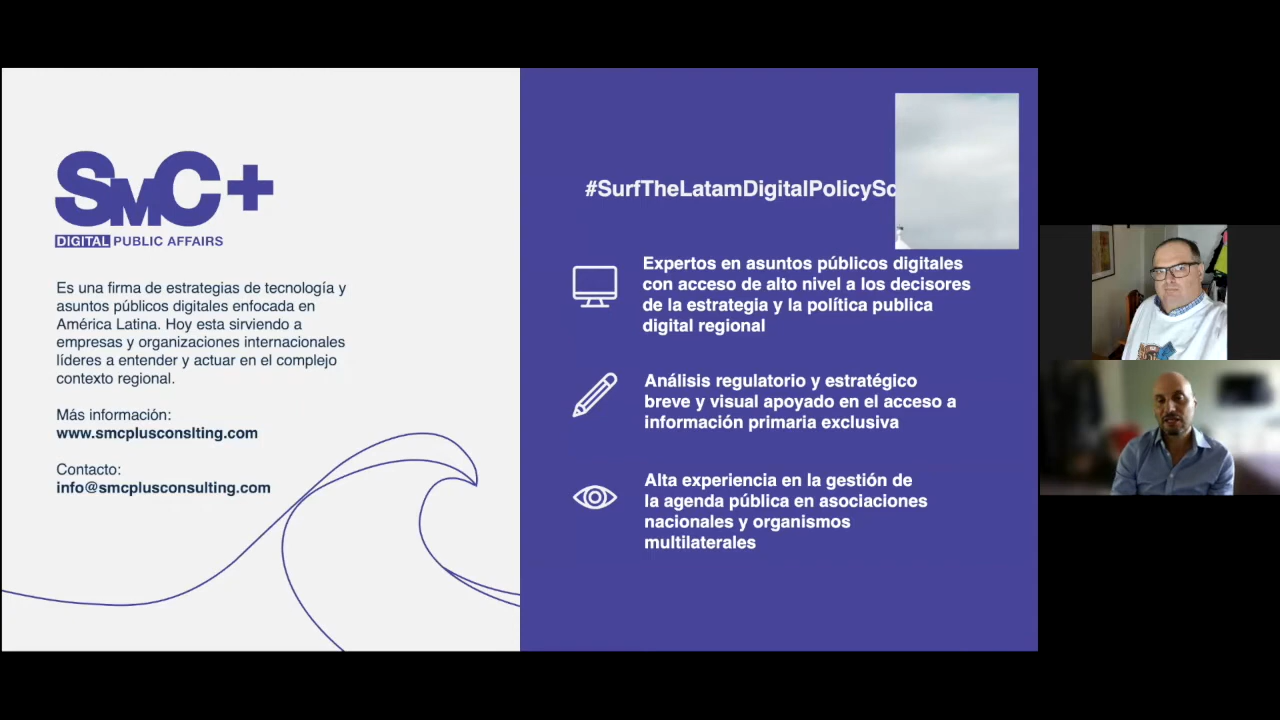 SMC+
DIGITAL PUBLIC AFFAIRS
Es una firma de estrategias de tecnología y
asuntos públicos digitales enfocada en
América Latina. Hoy esta sirviendo a
empresas y organizaciones internacionales
líderes a entender y actuar en el complejo
contexto regional.
Más información:
www.smcplusconslting.com
Contacto:
info@smcplusconsulting.com
#SurfTheLatamDigitalPolicySc
Expertos en asuntos públicos digitales
con acceso de alto nivel a los decisores
de la estrategia y la política publica
digital regional
Análisis regulatorio y estratégico
breve y visual apoyado en el acceso a
información primaria exclusiva
Alta experiencia en la gestión de
la agenda pública en asociaciones
nacionales y organismos
multilaterales